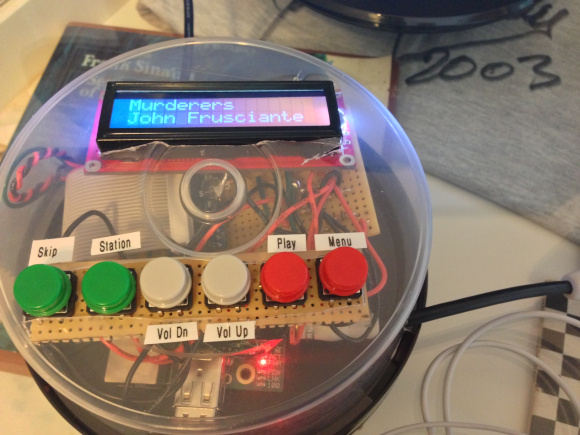 Murderers
John Frusciante
Skip
Station
Play
Menu
Vol Dn
Vol Up
2003